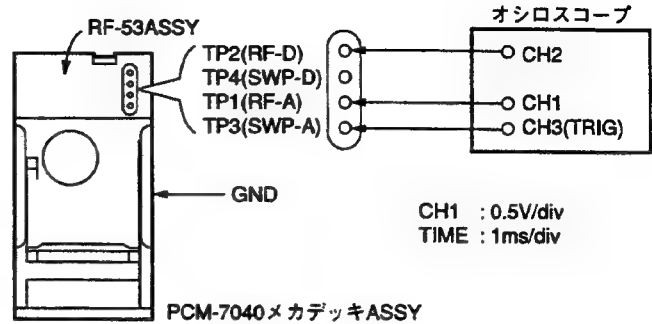 オシロスコープ
RF-53ASSY
TP2(RF-D)
TP4(SWP-D)
TP1(RF-A)
TP3(SWP-A)
CH2
CH1
CH3(TRIG)
GND
CH1 : 0.5V/div
TIME : 1ms/div
PCM-7040メカデッキASSY